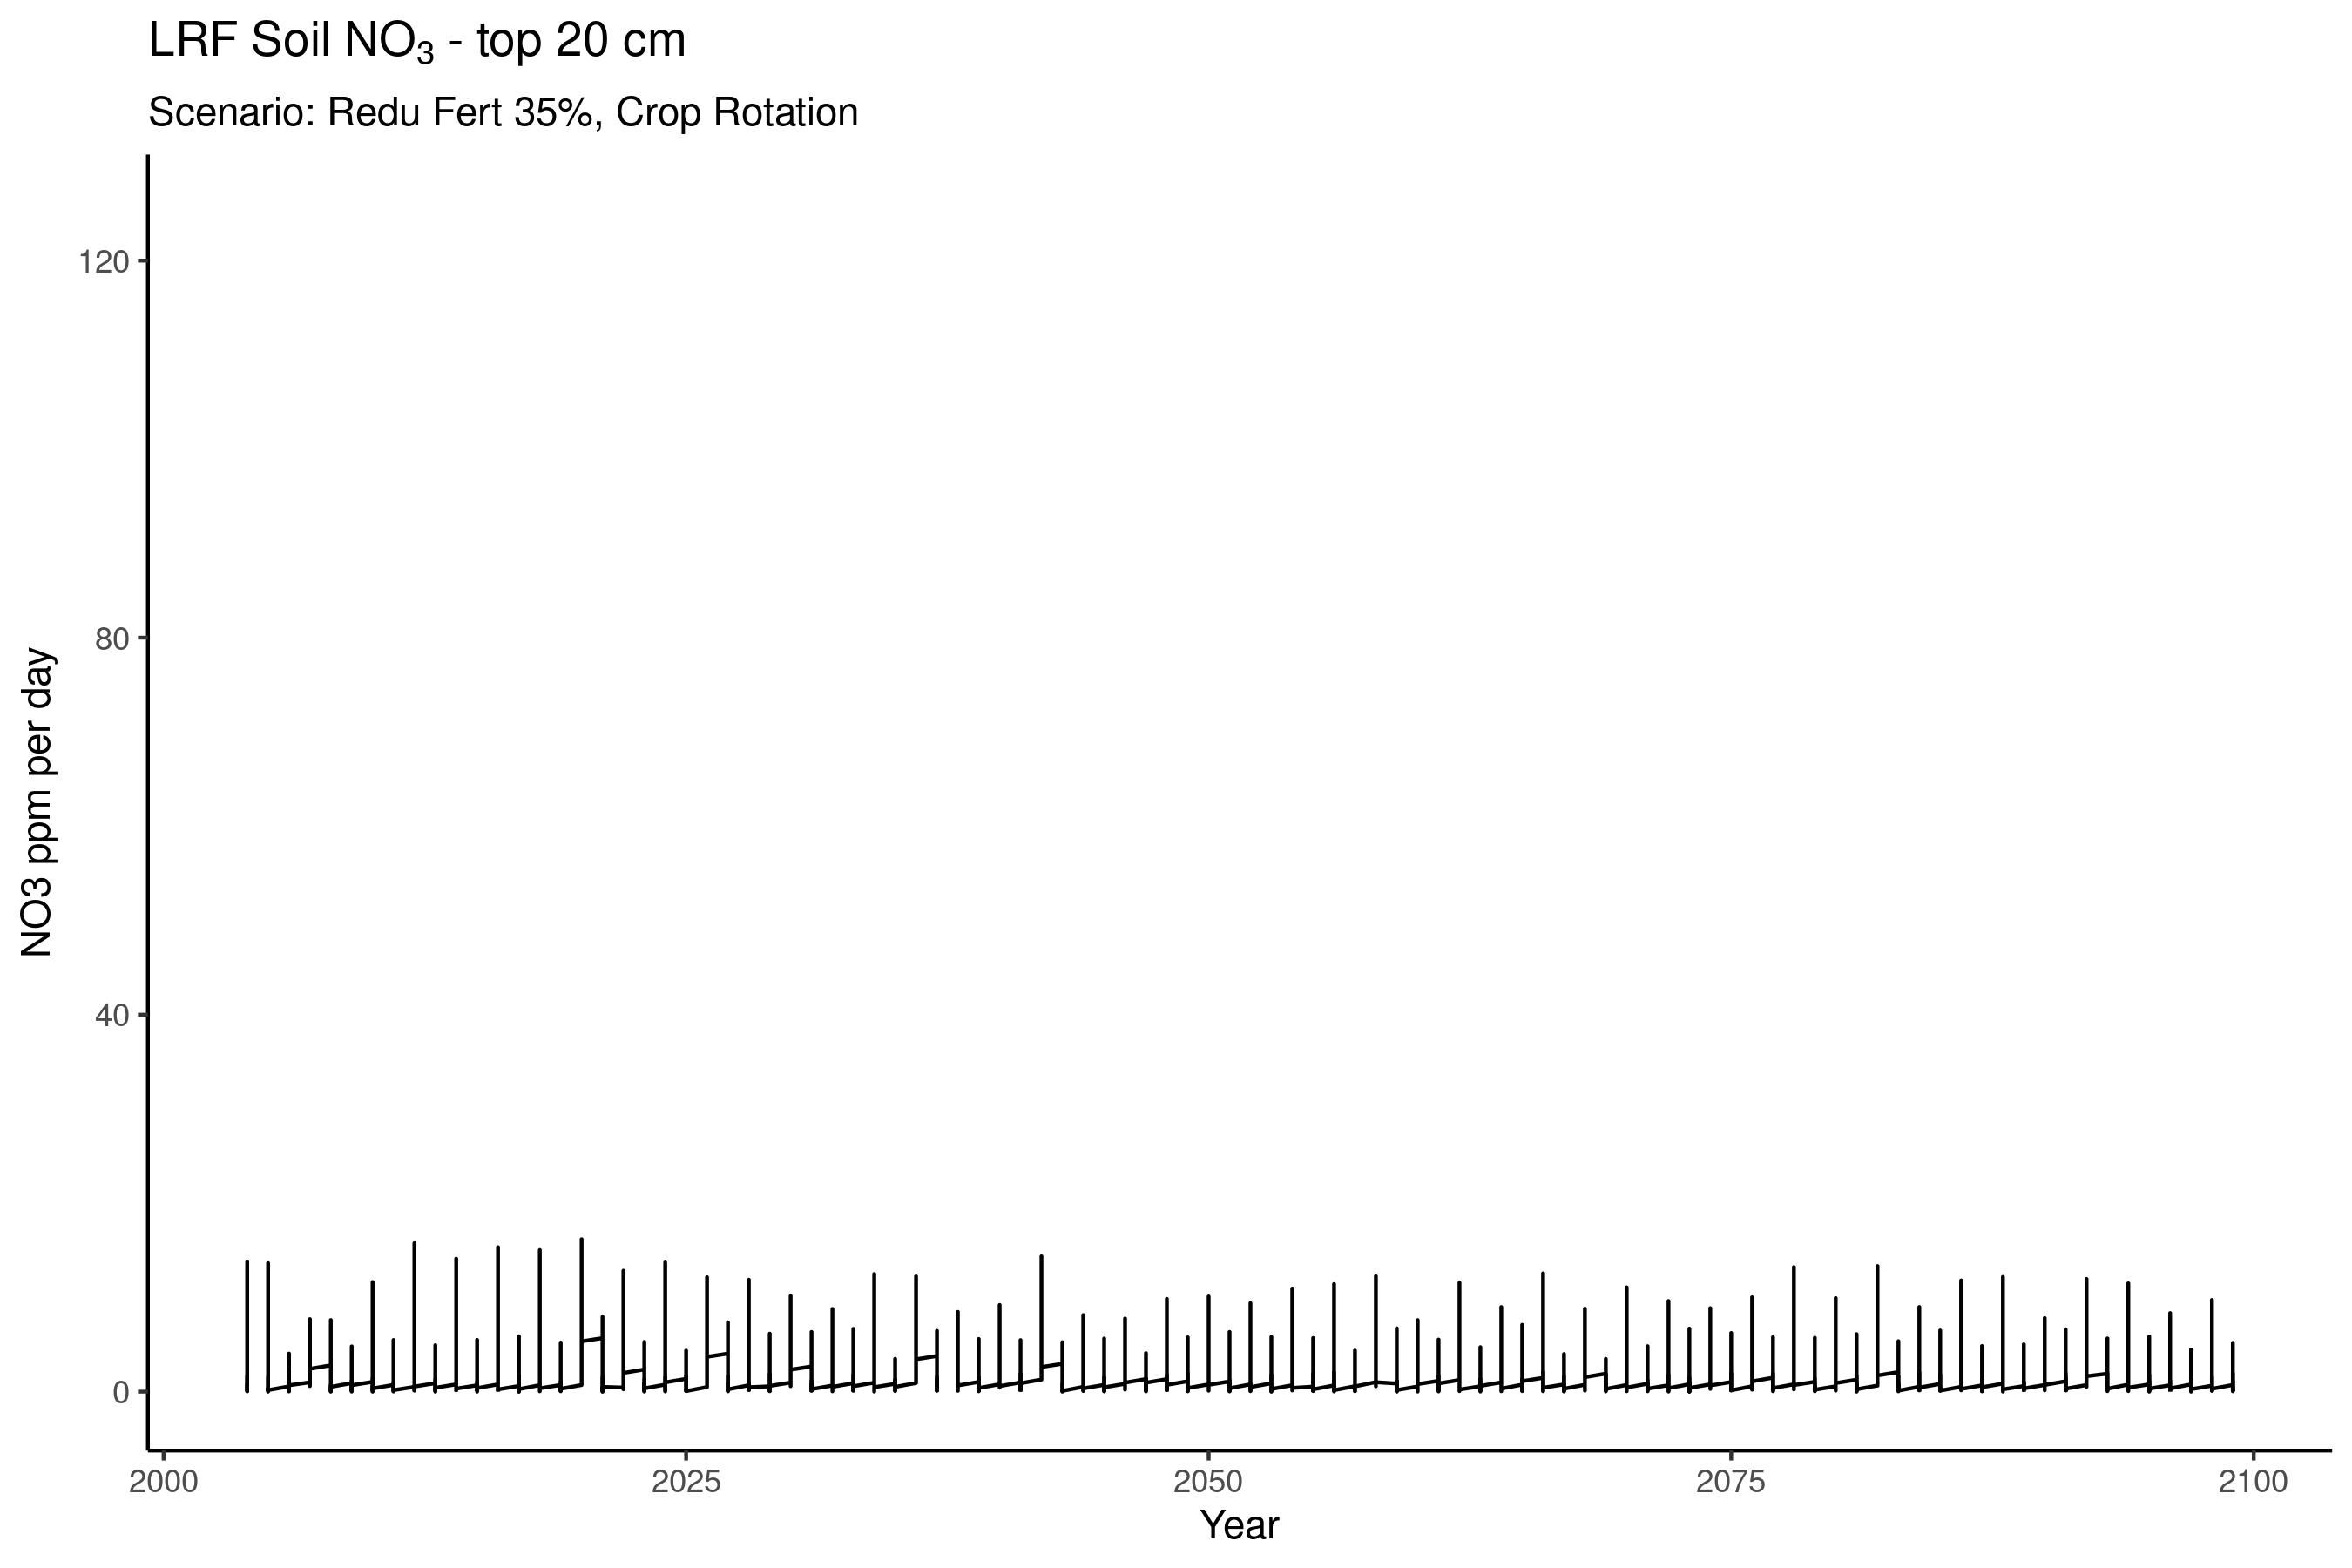 LRF Soil NO₃ - top 20 cm
Scenario: Redu Fert 35%, Crop Rotation
120
80
40
0
NO3 ppm per day
2000 2025 2050 2075 2100
Year